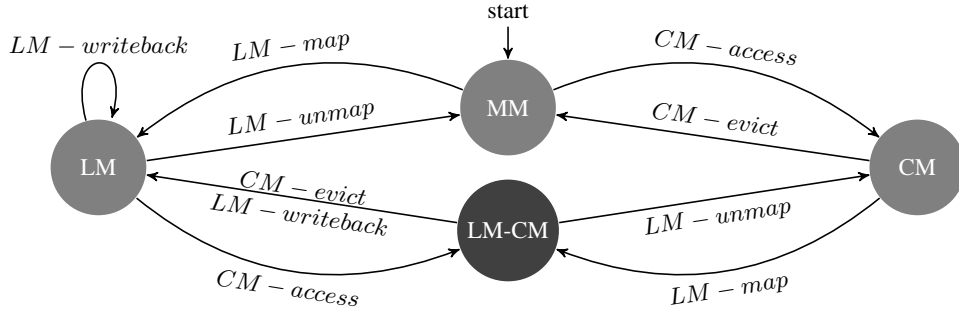 start
LM − writeback
LM − map
CM − access
MM
LM − unmap
CM − evict
LM
CM
CM − evict
LM − writeback
LM-CM
LM − unmap
CM − access
LM − map